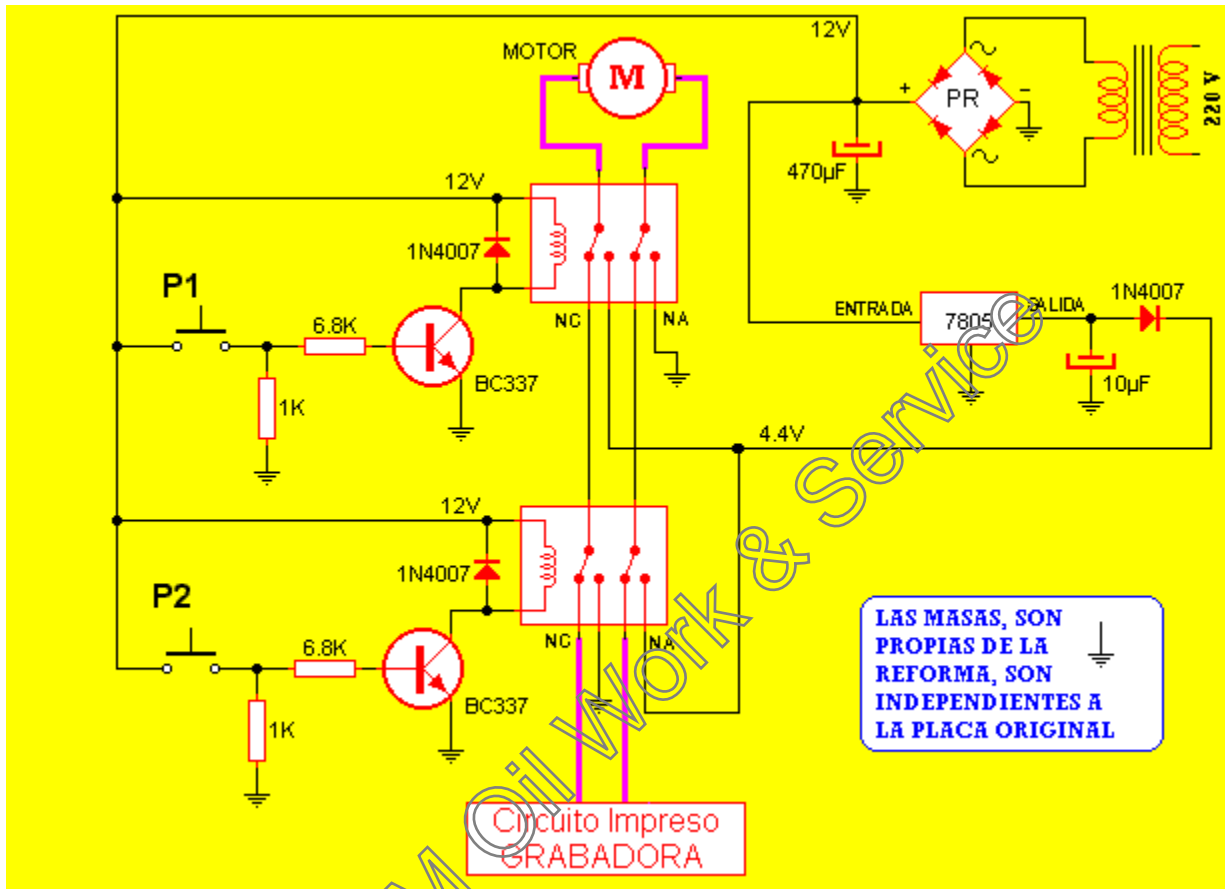 12V
MOTOR
M
+
PR
-
220 V
470µF
12V
1N4007
P1
6.8K
BC337
1K
NC
NA
ENTRADA
7805
SALIDA
1N4007
10µF
4.4V
12V
1N4007
P2
6.8K
BC337
1K
NC
NA
LAS MASAS, SON
PROPIAS DE LA
REFORMA, SON
INDEPENDIENTES A
LA PLACA ORIGINAL
Circuito Impreso
GRABADORA
M Oil Work & Service